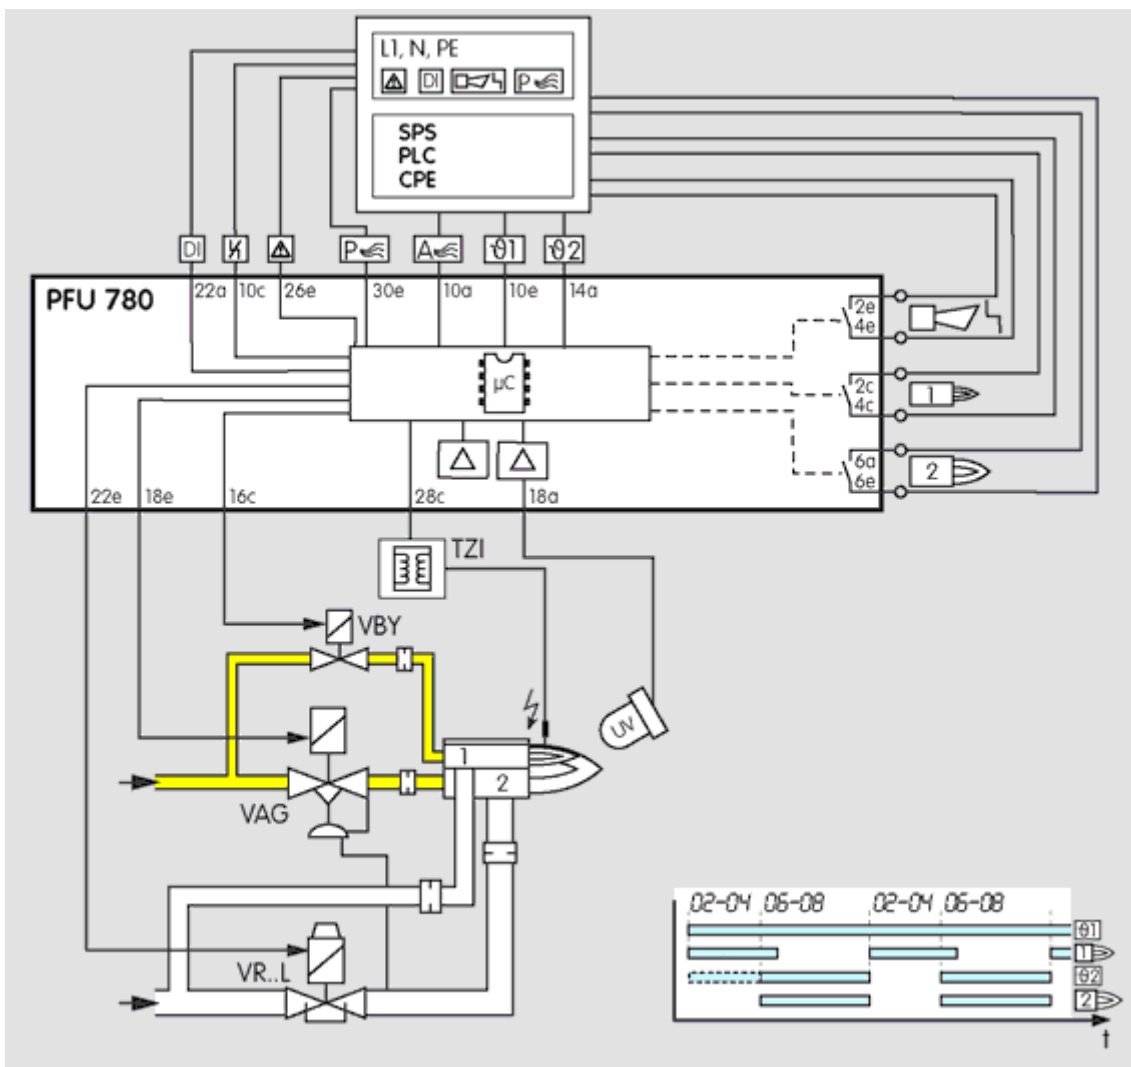 L1, N, PE
DI P
SPS
PLC
CPE
DI P A ϑ1 ϑ2
PFU 780
22a 10c 26e 30e 10a 10e 14a
2e
4e
µC
2c
4c
1
6a
6e
2
22e 18e 16c 28c 18a
TZI
VBY
UV
1
2
VAG
VR..L
02-04 06-08 02-04 06-08
ϑ1
1
ϑ2
2
t